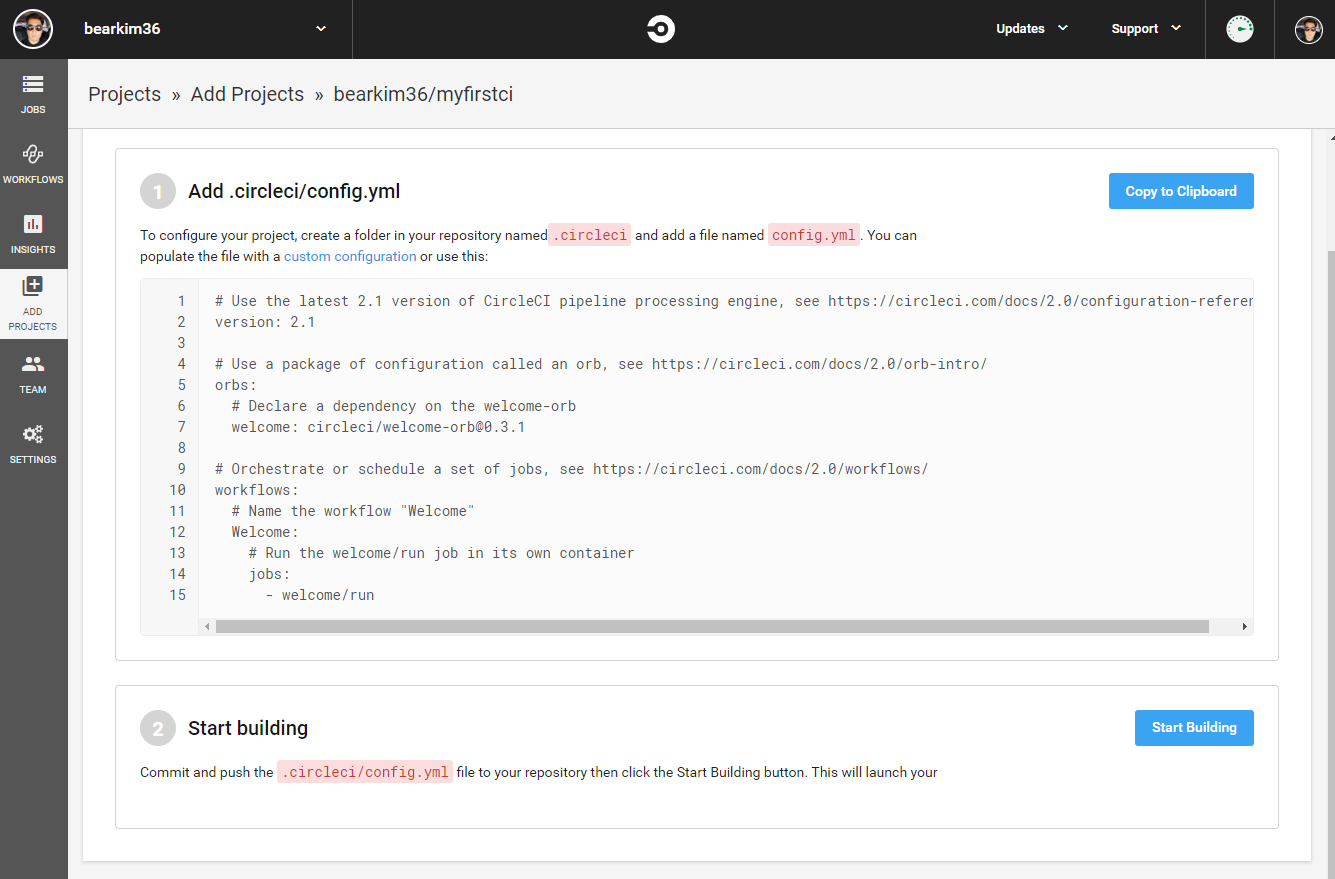 bearkim36
Updates
Support
JOBS
WORKFLOWS
INSIGHTS
ADD
PROJECTS
TEAM
SETTINGS
Projects » Add Projects » bearkim36/myfirstci
1 Add .circleci/config.yml
Copy to Clipboard
To configure your project, create a folder in your repository named .circleci and add a file named config.yml. You can
populate the file with a custom configuration or use this:
1 # Use the latest 2.1 version of CircleCI pipeline processing engine, see https://circleci.com/docs/2.0/configuration-referen
2 version: 2.1
3
4 # Use a package of configuration called an orb, see https://circleci.com/docs/2.0/orb-intro/
5 orbs:
6   # Declare a dependency on the welcome-orb
7   welcome: circleci/welcome-orb@0.3.1
8
9 # Orchestrate or schedule a set of jobs, see https://circleci.com/docs/2.0/workflows/
10 workflows:
11   # Name the workflow "Welcome"
12   Welcome:
13     # Run the welcome/run job in its own container
14     jobs:
15       - welcome/run
2 Start building
Start Building
Commit and push the .circleci/config.yml file to your repository then click the Start Building button. This will launch your